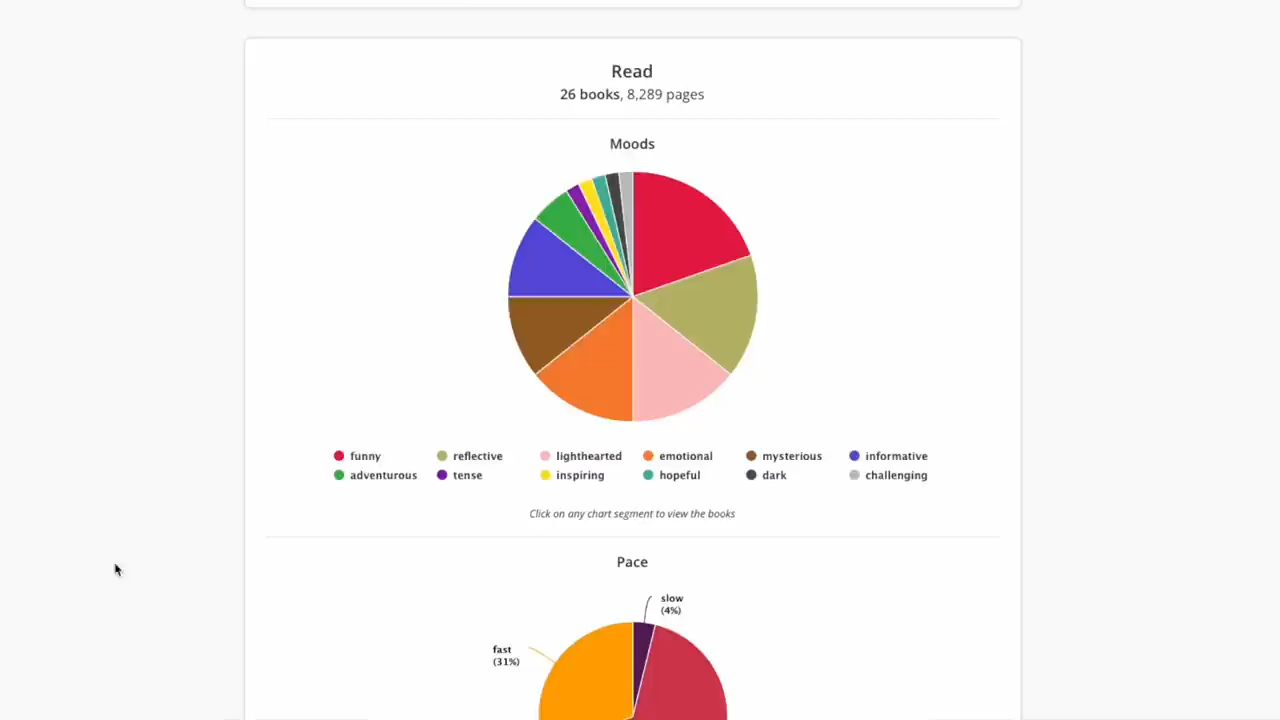 Read
26 books, 8,289 pages
Moods
funny reflective lighthearted emotional mysterious informative
adventurous tense inspiring hopeful dark challenging
Click on any chart segment to view the books
Pace
slow
(4%)
fast
(31%)